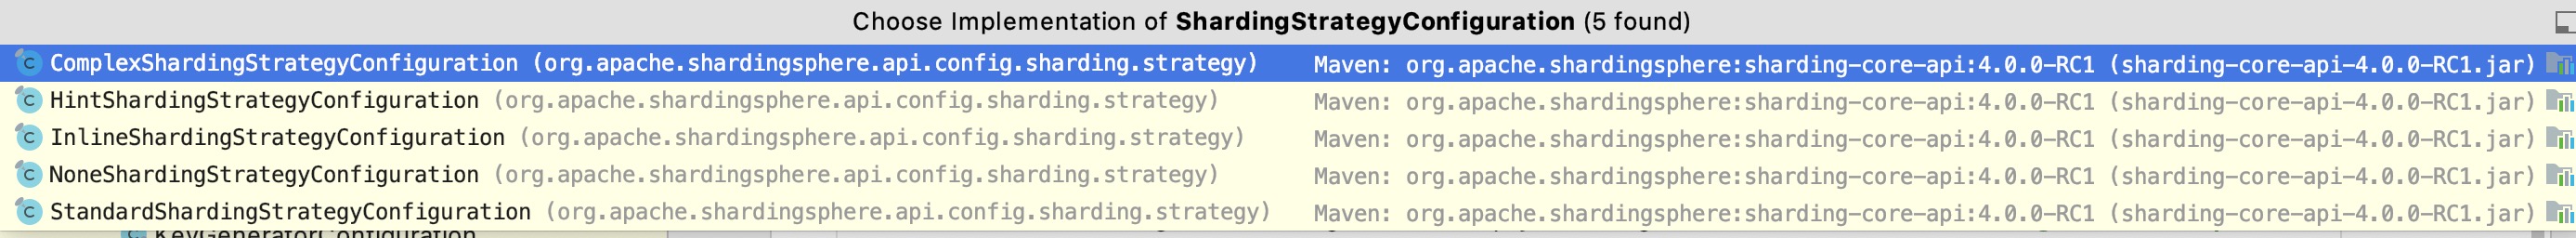 Choose Implementation of ShardingStrategyConfiguration (5 found)
C ComplexShardingStrategyConfiguration (org.apache.shardingsphere.api.config.sharding.strategy) Maven: org.apache.shardingsphere:sharding-core-api:4.0.0-RC1 (sharding-core-api-4.0.0-RC1.jar)
C HintShardingStrategyConfiguration (org.apache.shardingsphere.api.config.sharding.strategy) Maven: org.apache.shardingsphere:sharding-core-api:4.0.0-RC1 (sharding-core-api-4.0.0-RC1.jar)
C InlineShardingStrategyConfiguration (org.apache.shardingsphere.api.config.sharding.strategy) Maven: org.apache.shardingsphere:sharding-core-api:4.0.0-RC1 (sharding-core-api-4.0.0-RC1.jar)
C NoneShardingStrategyConfiguration (org.apache.shardingsphere.api.config.sharding.strategy) Maven: org.apache.shardingsphere:sharding-core-api:4.0.0-RC1 (sharding-core-api-4.0.0-RC1.jar)
C StandardShardingStrategyConfiguration (org.apache.shardingsphere.api.config.sharding.strategy) Maven: org.apache.shardingsphere:sharding-core-api:4.0.0-RC1 (sharding-core-api-4.0.0-RC1.jar)
KeyGeneratorConfiguration